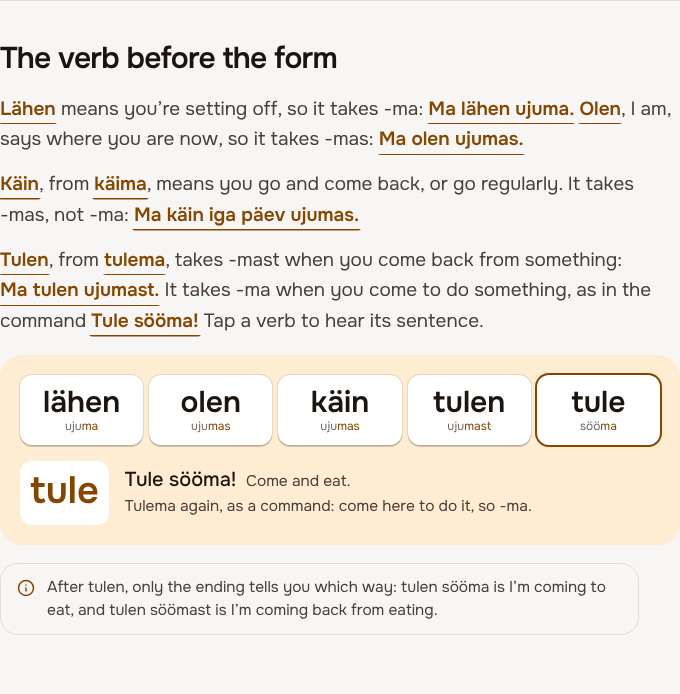 The verb before the form
Lähen means you're setting off, so it takes -ma: Ma lähen ujuma. Olen, I am,
says where you are now, so it takes -mas: Ma olen ujumas.
Käin, from käima, means you go and come back, or go regularly. It takes
-mas, not -ma: Ma käin iga päev ujumas.
Tulen, from tulema, takes -mast when you come back from something:
Ma tulen ujumast. It takes -ma when you come to do something, as in the
command Tule sööma! Tap a verb to hear its sentence.
lähen olen käin tulen tule
ujuma ujumas ujumas ujumast sööma
tule
Tule sööma! Come and eat.
Tulema again, as a command: come here to do it, so -ma.
After tulen, only the ending tells you which way: tulen sööma is I'm coming to
eat, and tulen söömast is I'm coming back from eating.